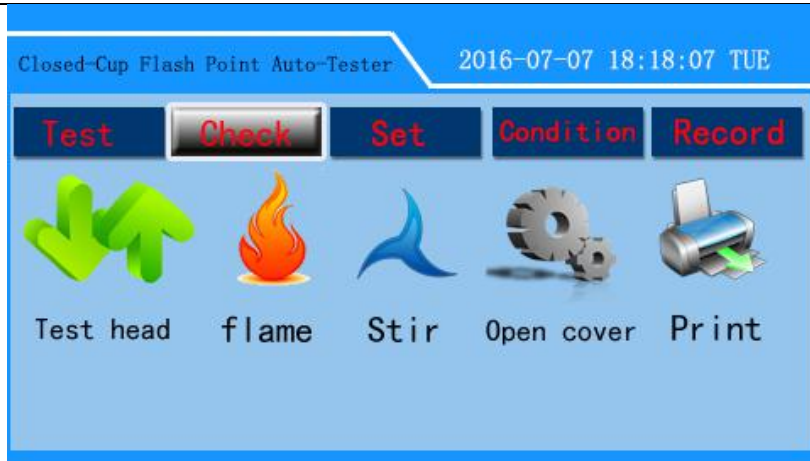 Closed-Cup Flash Point Auto-Tester
2016-07-07 18:18:07 TUE
Test Check Set Condition Record
Test head flame Stir Open cover Print